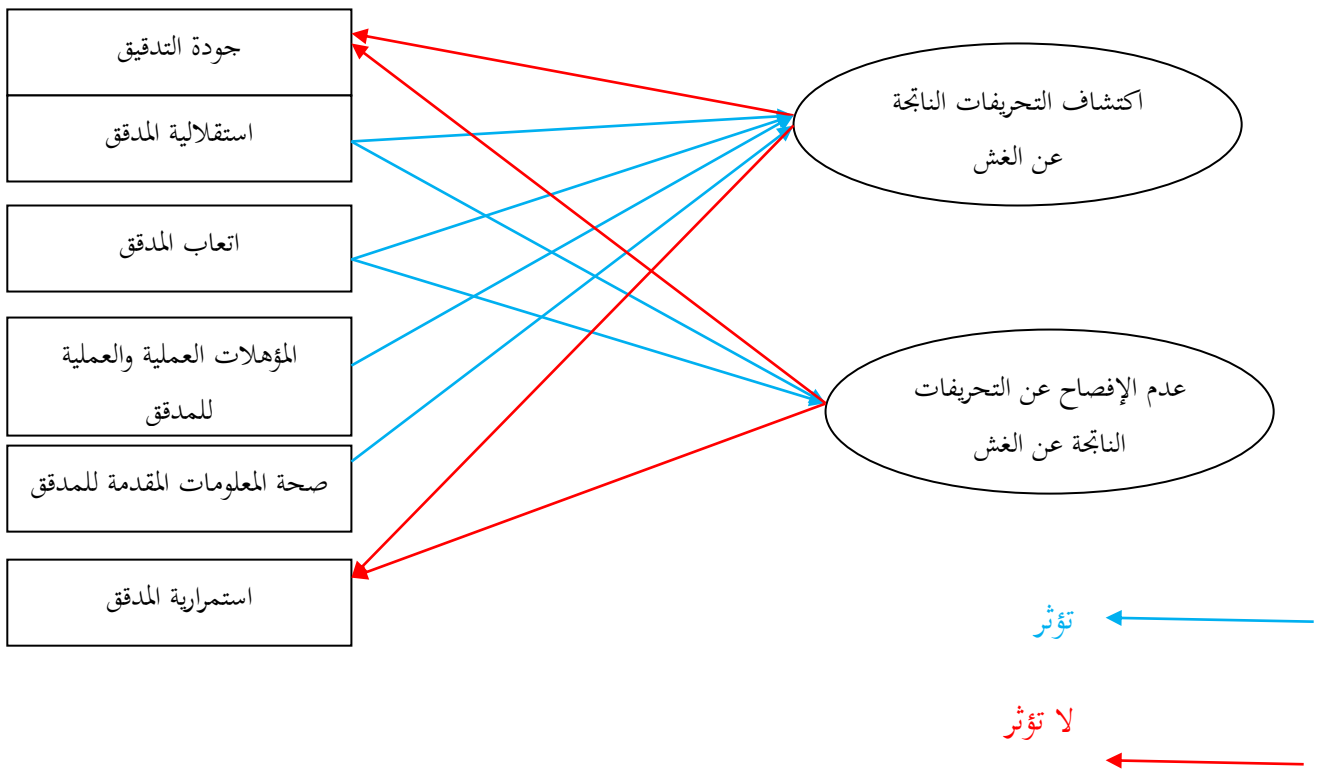 جودة التدقيق
استقلالية المدقق
اتعاب المدقق
المؤهلات العملية والعملية
للمدقق
صحة المعلومات المقدمة للمدقق
استمرارية المدقق
اكتشاف التحريفات الناتجة
عن الغش
عدم الإفصاح عن التحريفات
الناتجة عن الغش
تؤثر
لا تؤثر